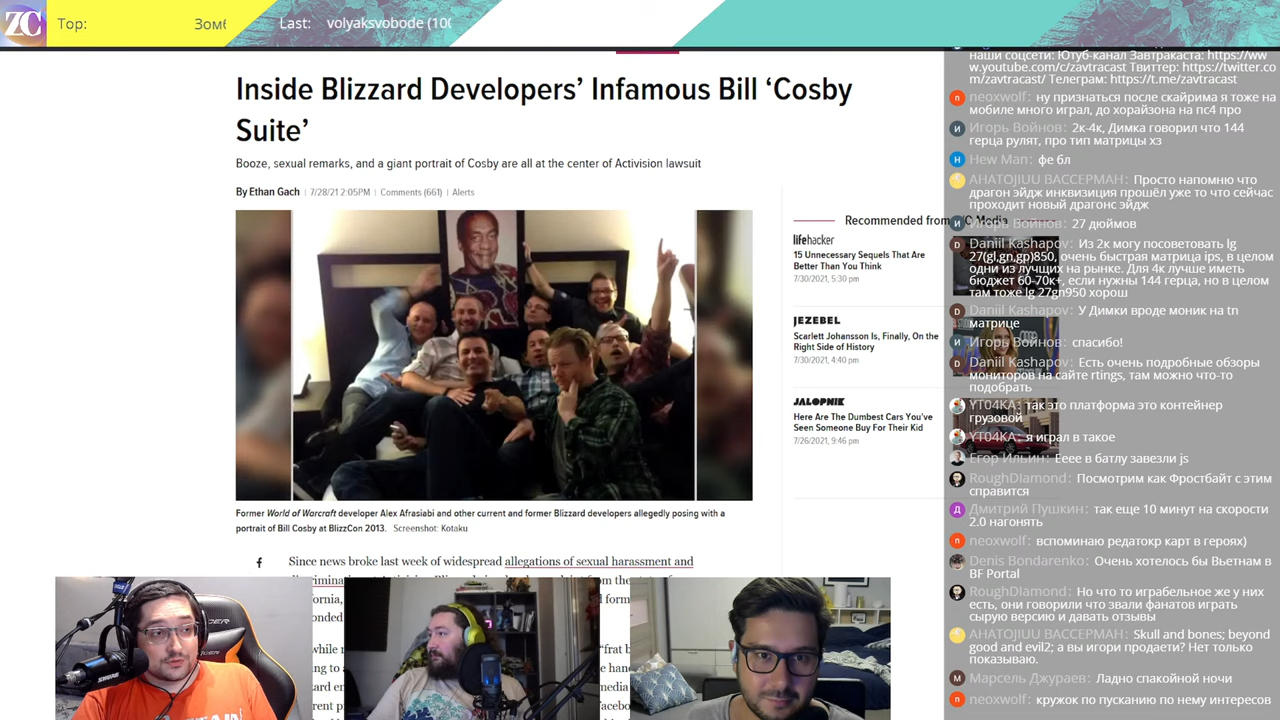 ZC
Top:
Зомб
Last:
volyaksvobode (100
Inside Blizzard Developers’ Infamous Bill ‘Cosby
Suite’
Booze, sexual remarks, and a giant portrait of Cosby are all at the center of Activision lawsuit
By Ethan Gach | 7/28/21 2:05PM | Comments (661) | Alerts
Former World of Warcraft developer Alex Afrasiabi and other current and former Blizzard developers allegedly posing with a
portrait of Bill Cosby at BlizzCon 2013. Screenshot: Kotaku
Since news broke last week of widespread allegations of sexual harassment and
Recommended from G/O Media
lifehacker
15 Unnecessary Sequels That Are
Better Than You Think
7/30/2021, 5:30 pm
JEZEBEL
Scarlett Johansson Is, Finally, On the
Right Side of History
7/30/2021, 4:40 pm
JALOPNIK
Here Are The Dumbest Cars You’ve
Seen Someone Buy For Their Kid
7/26/2021, 9:46 pm
наши соцсети: Ютуб-канал Завтракаста: https://ww
w.youtube.com/c/zavtracast Твиттер: https://twitter.co
m/zavtracast/ Телеграм: https://t.me/zavtracast
neoxwolf: ну признаться после скайрима я тоже на
мобиле много играл, до хорайзона на пс4 про
Игорь Войнов: 2к-4к, Димка говорил что 144
герца рулят, про тип матрицы хз
New Man: фе бл
AHATOJIUU BACCEPMAH: Просто напомню что
драгон эйдж инквизиция прошёл уже то что сейчас
проходит новый драгонс эйдж
Игорь Войнов: 27 дюймов
Daniil Kashapov: Из 2к могу посоветовать lg
27(gl,gn,gp)850, очень быстрая матрица ips, в целом
одни из лучших на рынке. Для 4к лучше иметь
бюджет 60-70к+, если нужны 144 герца, но в целом
там тоже lg 27gn950 хорош
Daniil Kashapov: У Димки вроде моник на tn
матрице
Игорь Войнов: спасибо!
Daniil Kashapov: Есть очень подробные обзоры
мониторов на сайте rtings, там можно что-то
подобрать
YT04KA: так это платформа это контейнер
грузовой
YT04KA: я играл в такое
Егор Ильин: Ееее в батлу завезли js
RoughDIamond: Посмотрим как Фростбайт с этим
справится
Дмитрий Пушкин: так еще 10 минут на скорости
2.0 нагонять
neoxwolf: вспоминаю редатокр карт в героях)
Denis Bondarenko: Очень хотелось бы Вьетнам в
BF Portal
RoughDIamond: Но что то играбельное же у них
есть, они говорили что звали фанатов играть
сырую версию и давать отзывы
AHATOJIUU BACCEPMAH: Skull and bones; beyond
good and evil2; а вы игори продаети? Нет только
показываю.
Марсель Джураев: Ладно спакойной ночи
neoxwolf: кружок по пусканию по нему интересов